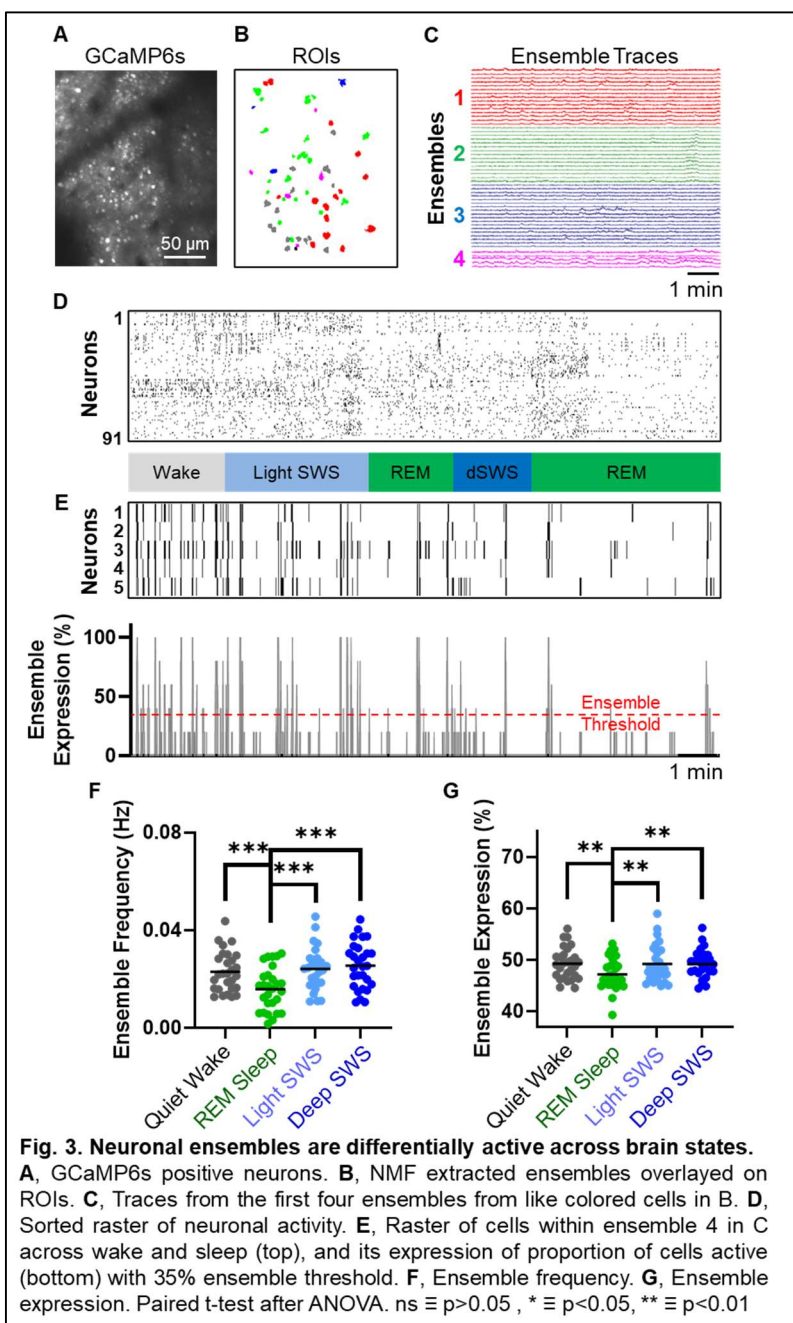 A
GCaMP6s
50 µm
B
ROIs
C
Ensemble Traces
Ensembles
1
2
3
4
1 min
D
Neurons
1
91
Wake Light SWS REM dSWS REM
E
Neurons
1
2
3
4
5
Ensemble
Expression (%)
100
50
0
Ensemble
Threshold
1 min
F
Ensemble Frequency (Hz)
0.08
0.04
0.00
***
***
***
Quiet Wake
REM Sleep
Light SWS
Deep SWS
G
Ensemble Expression (%)
70
60
50
40
**
**
**
Quiet Wake
REM Sleep
Light SWS
Deep SWS
Fig. 3. Neuronal ensembles are differentially active across brain states.
A, GCaMP6s positive neurons. B, NMF extracted ensembles overlayed on
ROIs. C, Traces from the first four ensembles from like colored cells in B. D,
Sorted raster of neuronal activity. E, Raster of cells within ensemble 4 in C
across wake and sleep (top), and its expression of proportion of cells active
(bottom) with 35% ensemble threshold. F, Ensemble frequency. G, Ensemble
expression. Paired t-test after ANOVA. ns ≡ p>0.05 , * ≡ p<0.05, ** ≡ p<0.01